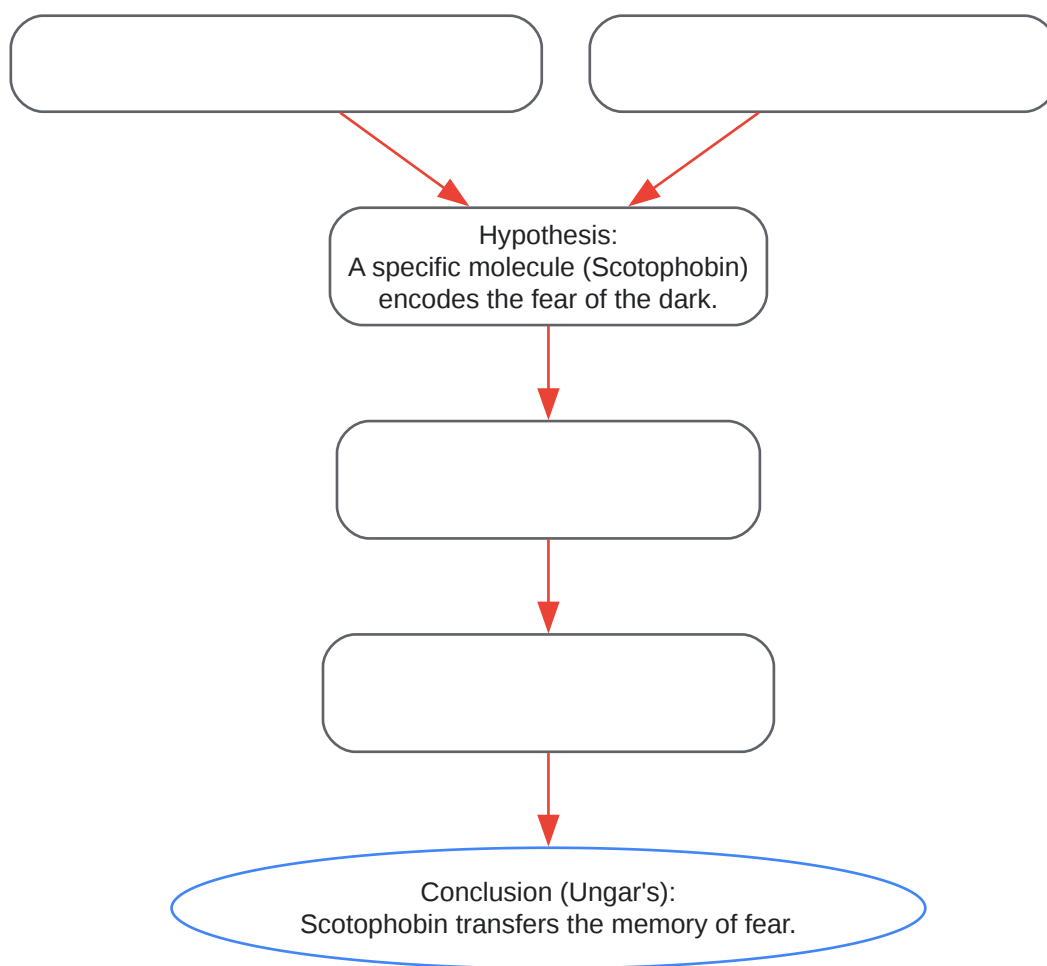 Hypothesis:
A specific molecule (Scotophobin)
encodes the fear of the dark.
Conclusion (Ungar's):
Scotophobin transfers the memory of fear.